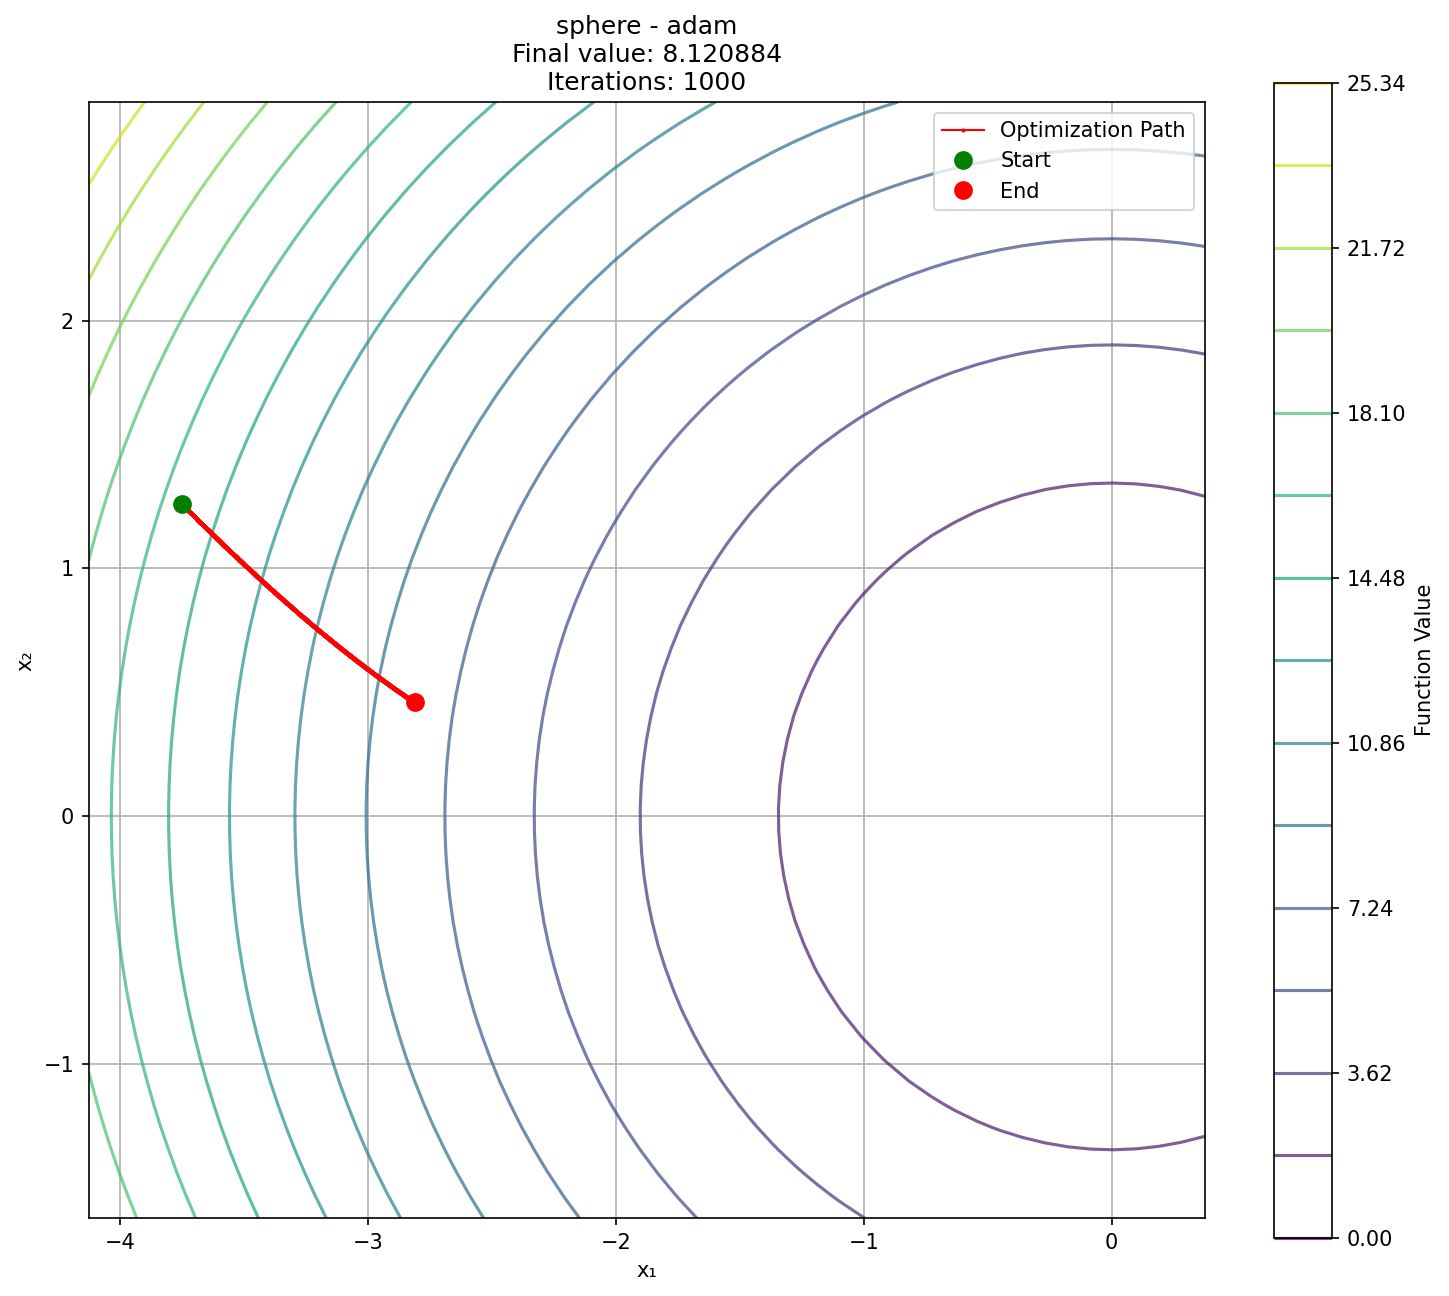 sphere - adam
Final value: 8.120884
Iterations: 1000
Optimization Path
Start
End
25.34
21.72
18.10
14.48
10.86
7.24
3.62
0.00
Function Value
2
1
0
−1
x₂
−4
−3
−2
−1
0
x₁